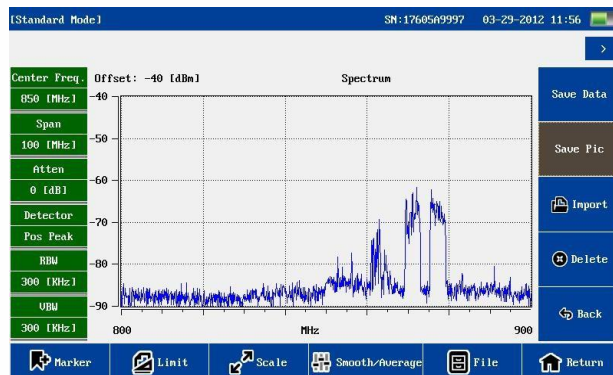 [Standard Mode] SN:17605A9997 03-29-2012 11:56
>
Center Freq. Offset: -40 [dBm] Spectrum
850 [MHz]
Span
100 [MHz]
Atten
0 [dB]
Detector
Pos Peak
RBW
300 [KHz]
VBW
300 [KHz]
-40
-50
-60
-70
-80
-90
800 MHz 900
Save Data
Save Pic
Import
Delete
Back
Marker Limit Scale Smooth/Average File Return